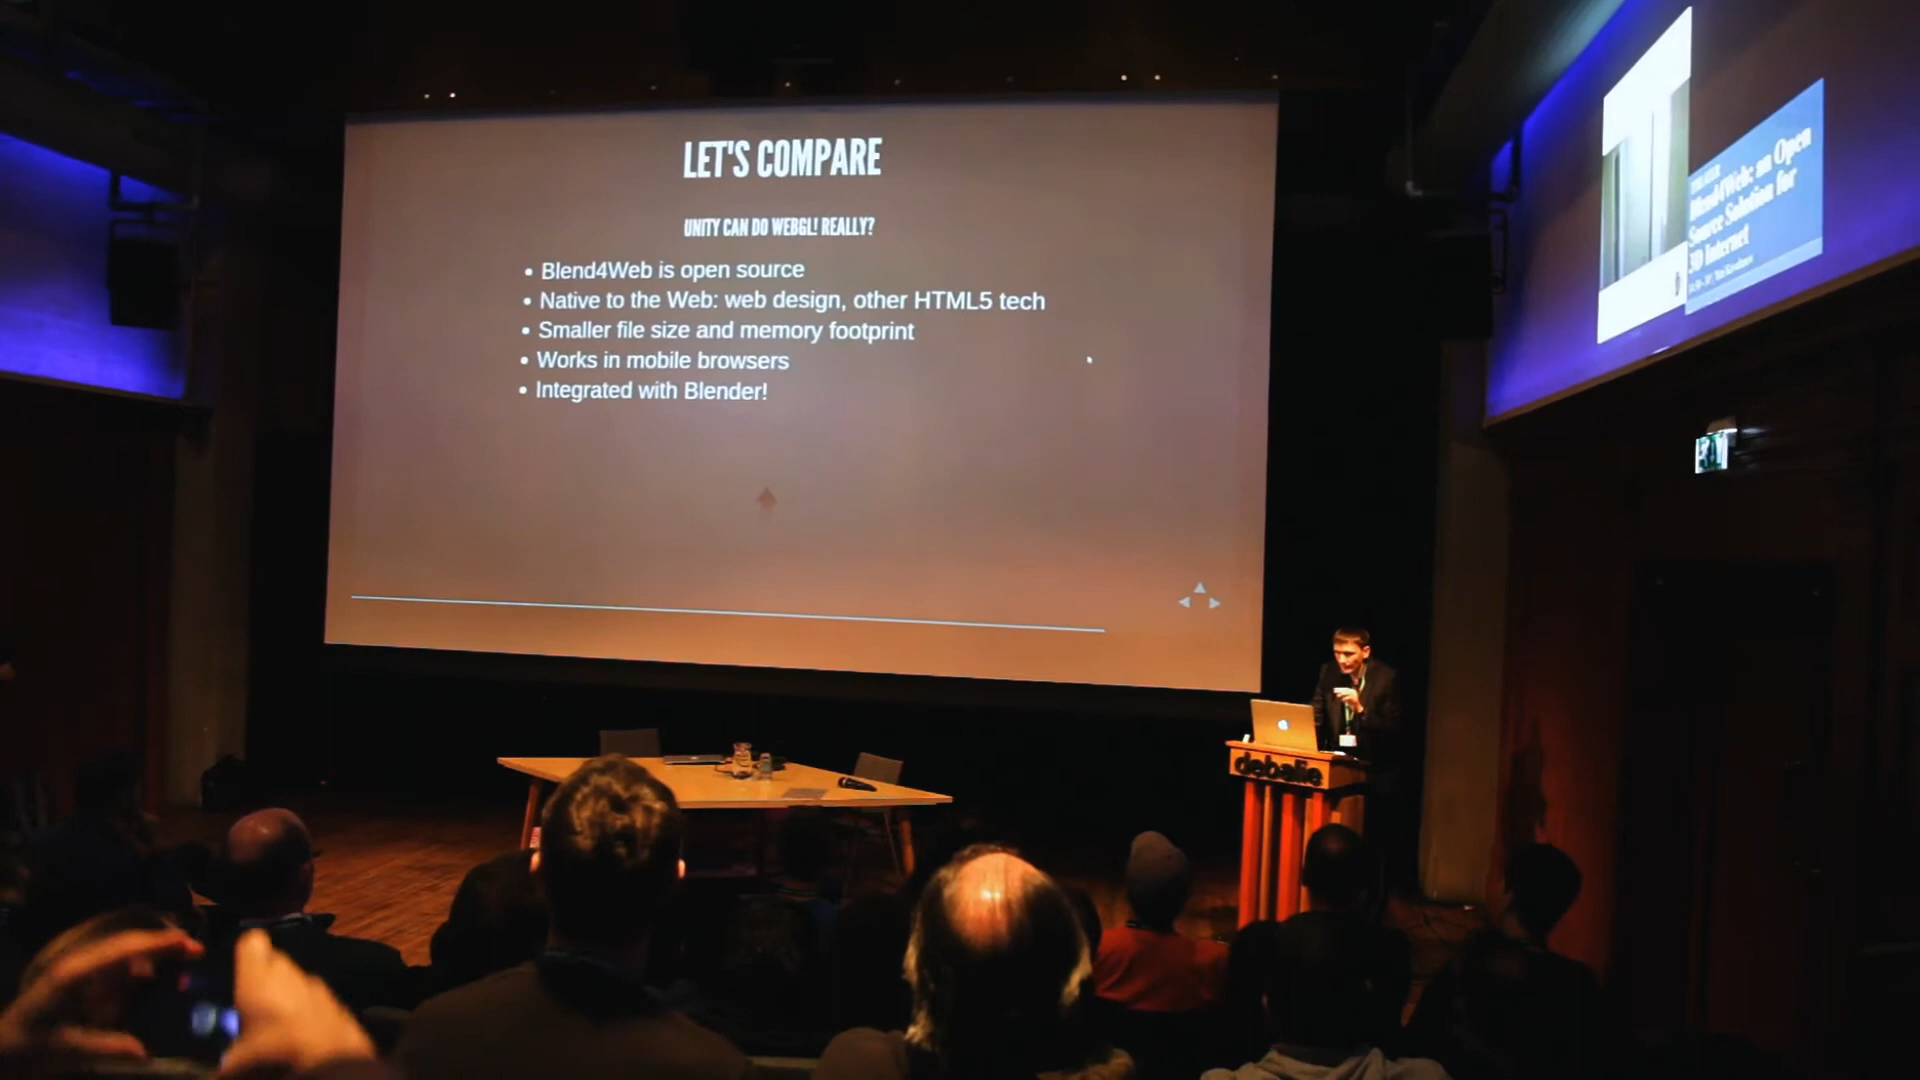 LET'S COMPARE
UNITY CAN DO WEBGL! REALLY?
• Blend4Web is open source
• Native to the Web: web design, other HTML5 tech
• Smaller file size and memory footprint
• Works in mobile browsers
• Integrated with Blender!
Blend4Web: an Open
Source Solution for
3D Internet
debalie